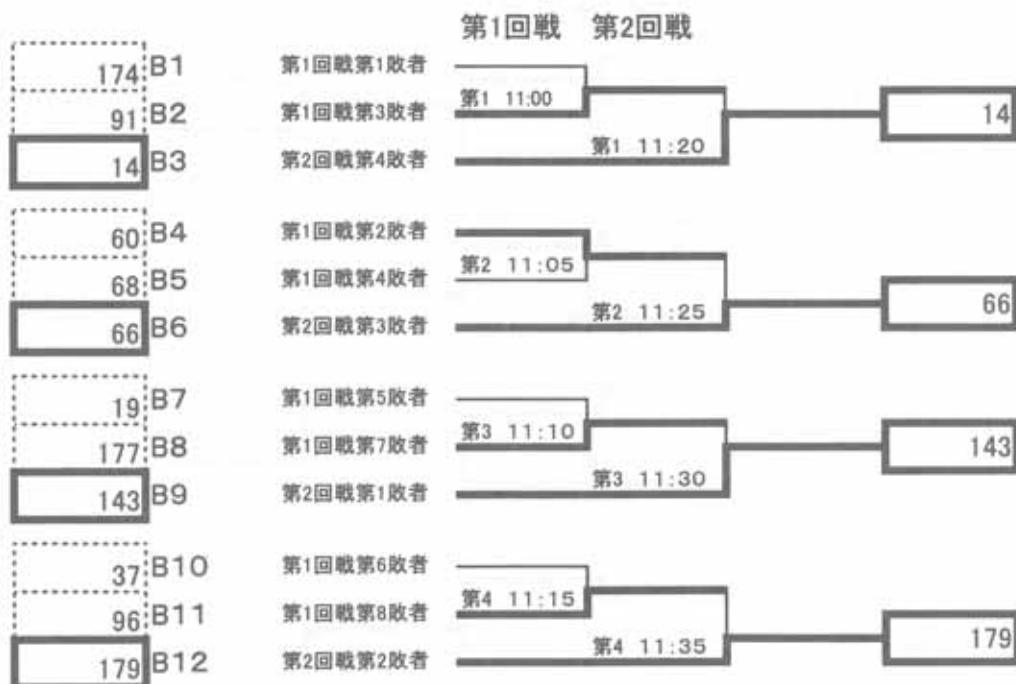 第1回戦 第2回戦
174 B1 第1回戦第1敗者
第1 11:00 14
91 B2 第1回戦第3敗者
第1 11:20
14 B3 第2回戦第4敗者
60 B4 第1回戦第2敗者
第2 11:05
68 B5 第1回戦第4敗者
第2 11:25 66
66 B6 第2回戦第3敗者
19 B7 第1回戦第5敗者
第3 11:10
177 B8 第1回戦第7敗者 143
第3 11:30
143 B9 第2回戦第1敗者
37 B10 第1回戦第6敗者
第4 11:15
96 B11 第1回戦第8敗者
第4 11:35 179
179 B12 第2回戦第2敗者